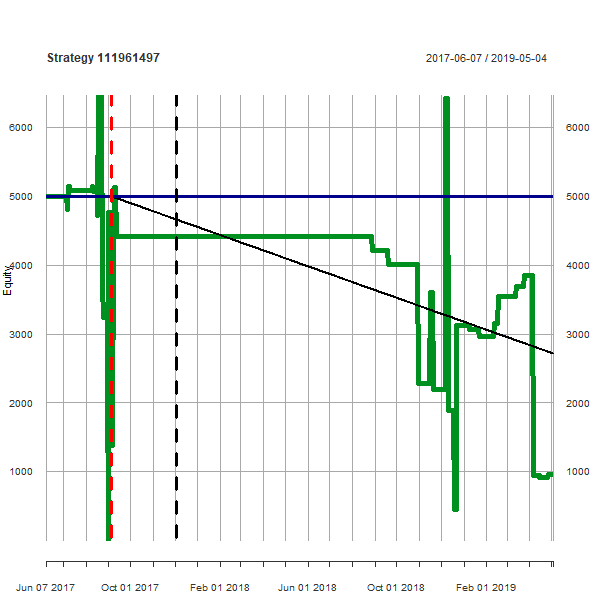 Strategy 111961497
2017-06-07 / 2019-05-04
6000
6000
5000
5000
4000
4000
Equity
3000
3000
2000
2000
1000
1000
Jun 07 2017
Oct 01 2017
Feb 01 2018
Jun 01 2018
Oct 01 2018
Feb 01 2019